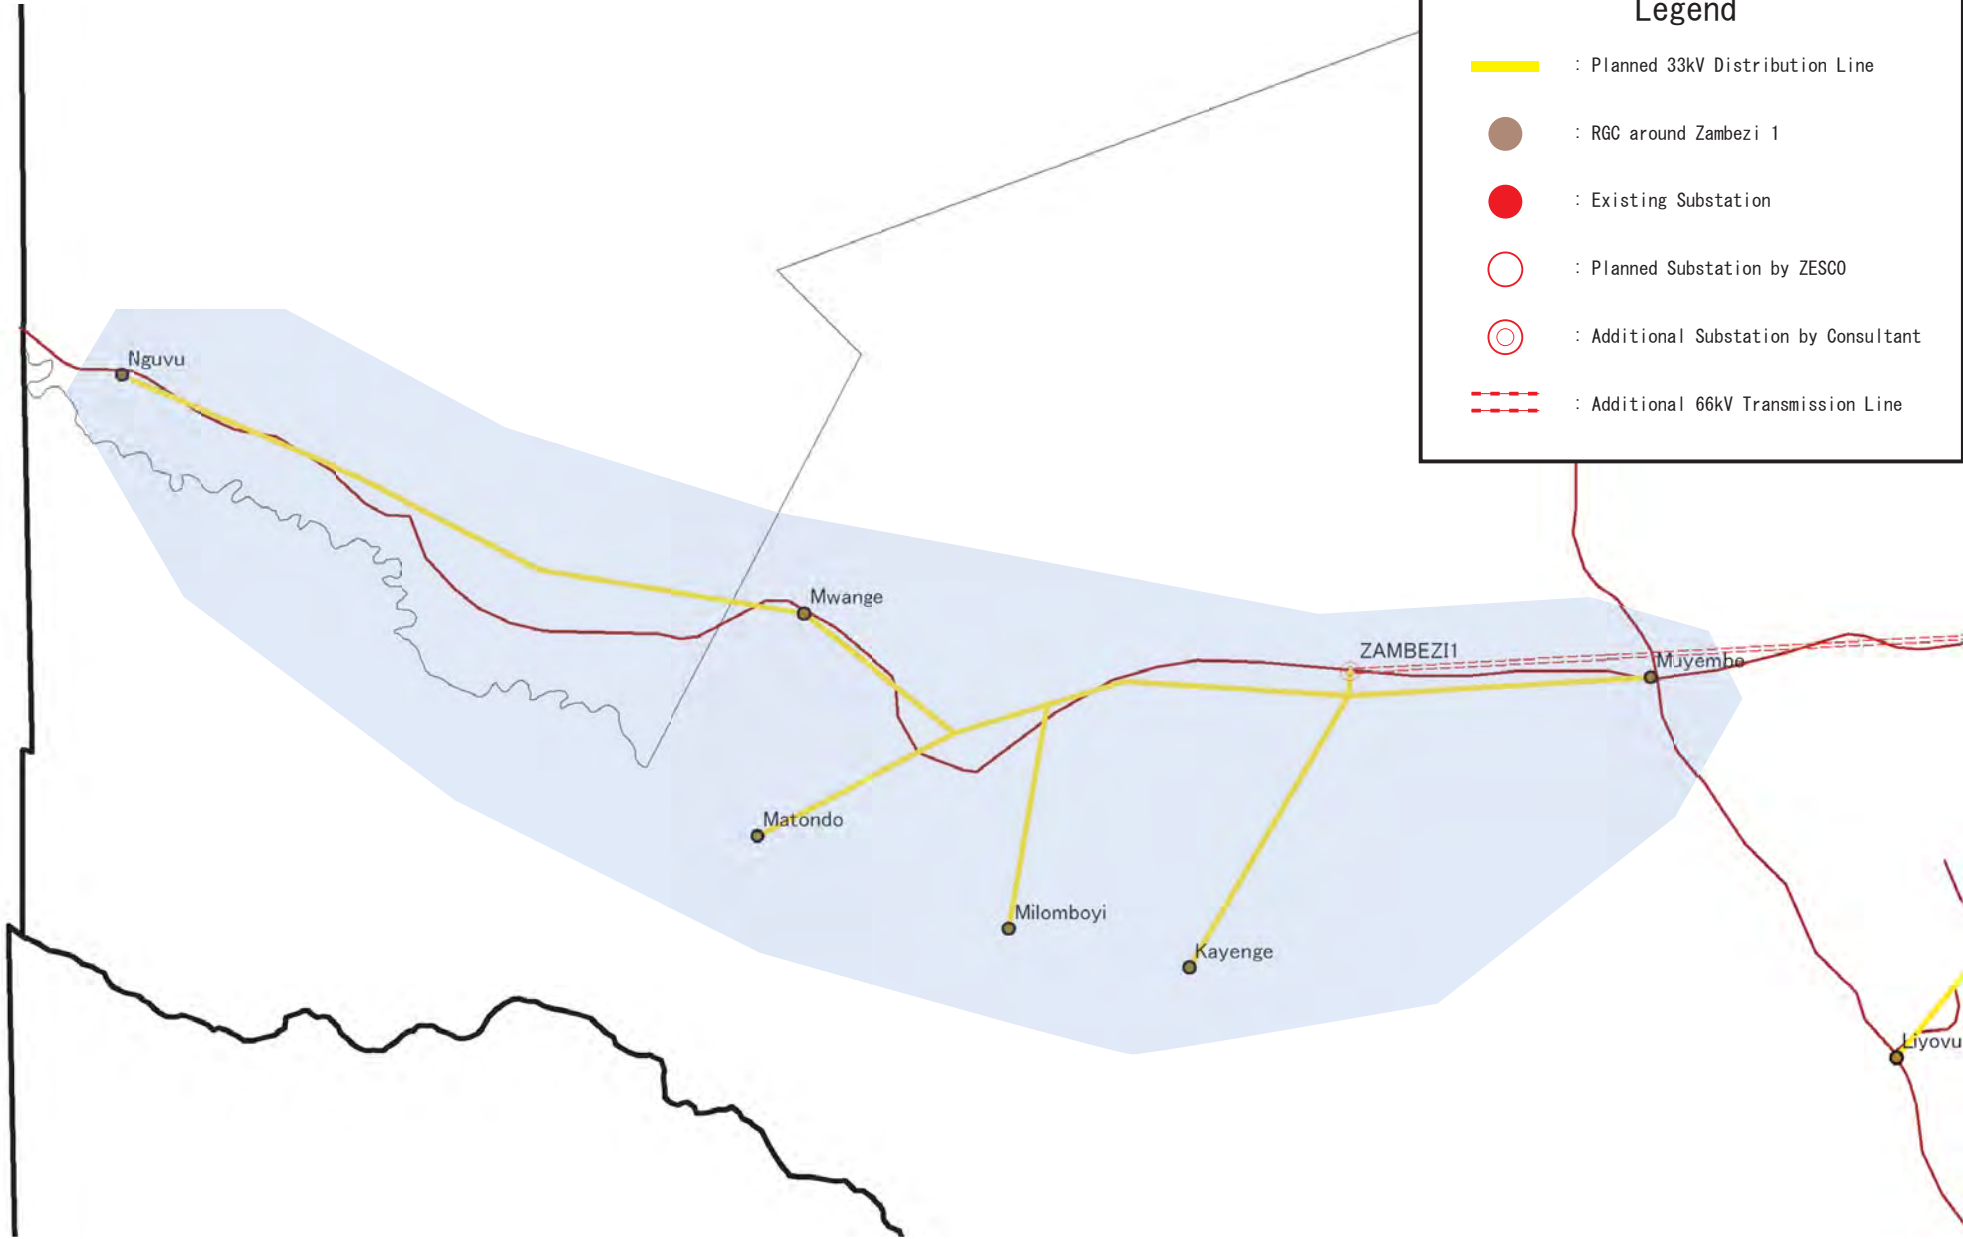 Legend
: Planned 33kV Distribution Line
: RGC around Zambezi 1
: Existing Substation
: Planned Substation by ZESCO
: Additional Substation by Consultant
: Additional 66kV Transmission Line
Nguvu
Mwange
ZAMBEZI1
Muyembo
Matondo
Milomboyi
Kayenge
Liyovu